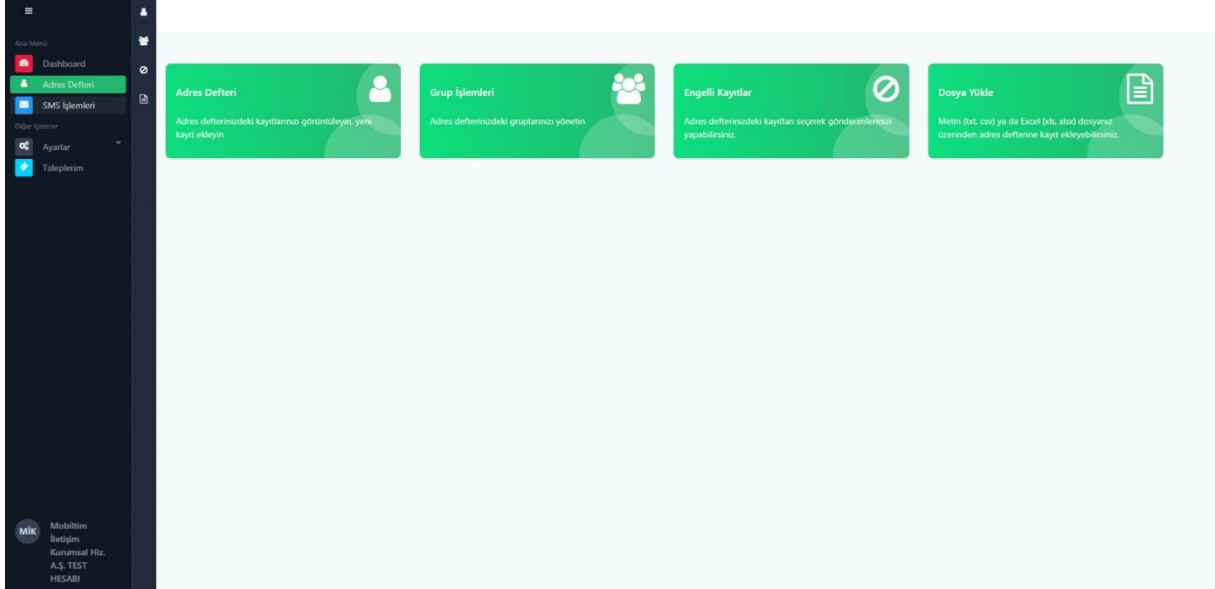 Ana Menü
Dashboard
Adres Defteri
SMS İşlemleri
Diğer İşlemler
Ayarlar
Taleplerim
MİK
Mobiltim
İletişim
Kurumsal Hiz.
A.Ş. TEST
HESABI
Adres Defteri
Adres defterinizdeki kayıtlarınızı görüntüleyin, yeni
kayıt ekleyin
Grup İşlemleri
Adres defterinizdeki gruplarınızı yönetin
Engelli Kayıtlar
Adres defterinizdeki kayıtları seçerek gönderimlerinizi
yapabilirsiniz.
Dosya Yükle
Metin (txt, csv) ya da Excel (xls, xlsx) dosyanız
üzerinden adres defterine kayıt ekleyebilirsiniz.